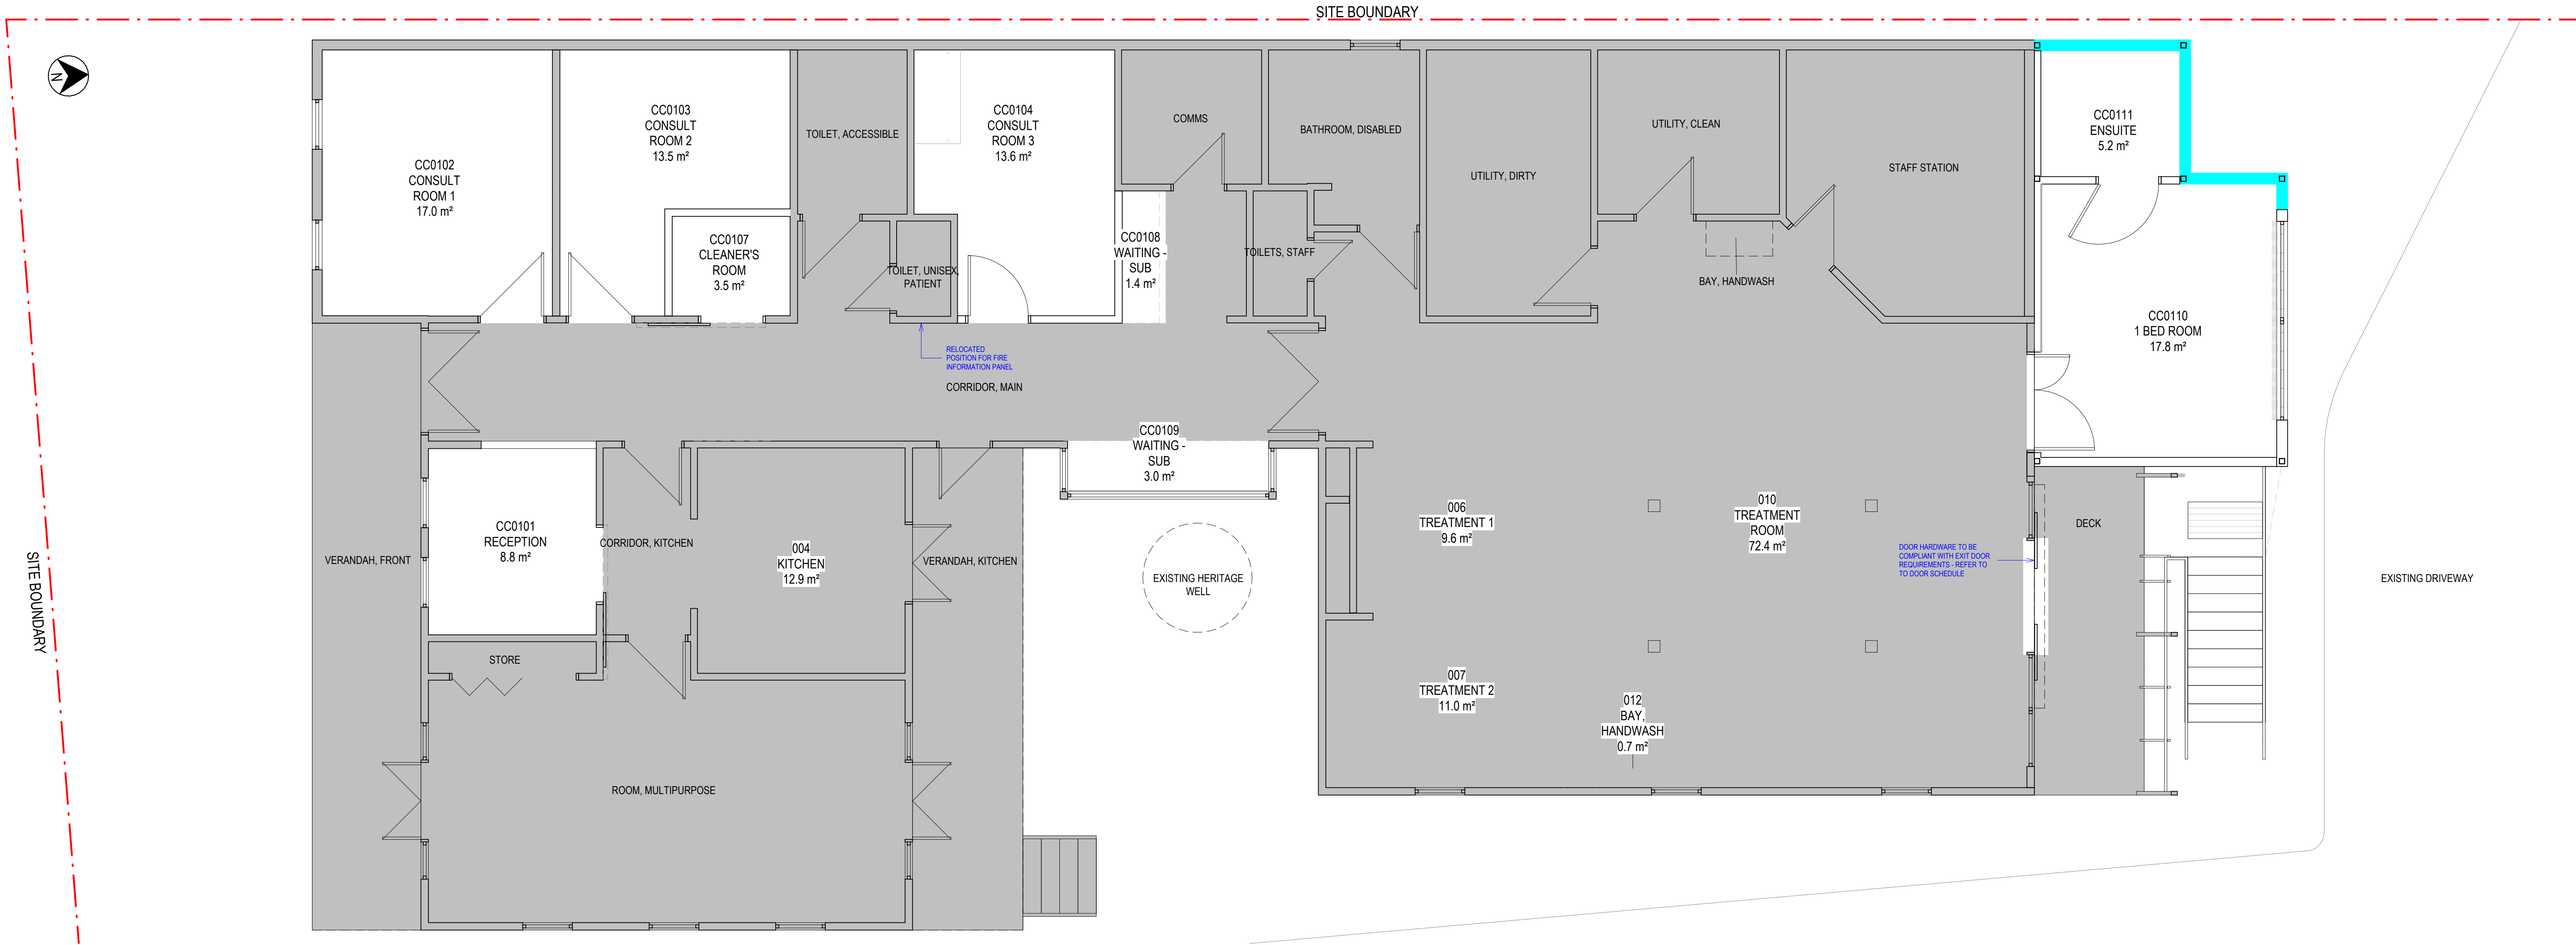 SITE BOUNDARY
N
CC0102
CONSULT
ROOM 1
17.0 m²
CC0103
CONSULT
ROOM 2
13.5 m²
CC0107
CLEANER'S
ROOM
3.5 m²
TOILET, ACCESSIBLE
TOILET, UNISEX,
PATIENT
CC0104
CONSULT
ROOM 3
13.6 m²
CC0108
WAITING -
SUB
1.4 m²
COMMS
TOILETS, STAFF
BATHROOM, DISABLED
UTILITY, DIRTY
UTILITY, CLEAN
BAY, HANDWASH
STAFF STATION
CC0111
ENSUITE
5.2 m²
CC0110
1 BED ROOM
17.8 m²
RELOCATED
POSITION FOR FIRE
INFORMATION PANEL
CORRIDOR, MAIN
CC0109
WAITING -
SUB
3.0 m²
SITE BOUNDARY
VERANDAH, FRONT
CC0101
RECEPTION
8.8 m²
CORRIDOR, KITCHEN
004
KITCHEN
12.9 m²
VERANDAH, KITCHEN
EXISTING HERITAGE
WELL
006
TREATMENT 1
9.6 m²
010
TREATMENT
ROOM
72.4 m²
DOOR HARDWARE TO BE
COMPLIANT WITH EXIT DOOR
REQUIREMENTS - REFER TO
TO DOOR SCHEDULE
DECK
EXISTING DRIVEWAY
STORE
007
TREATMENT 2
11.0 m²
012
BAY,
HANDWASH
0.7 m²
ROOM, MULTIPURPOSE